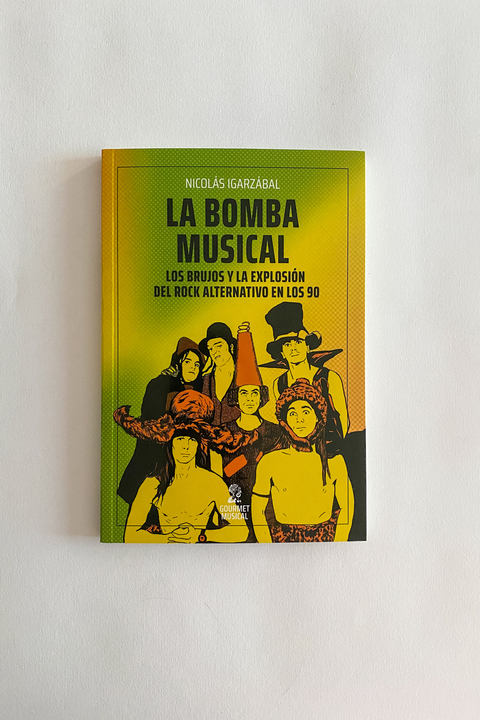 NICOLÁS IGARZÁBAL
LA BOMBA
MUSICAL
LOS BRUJOS Y LA EXPLOSIÓN
DEL ROCK ALTERNATIVO EN LOS 90
GOURMET
MUSICAL